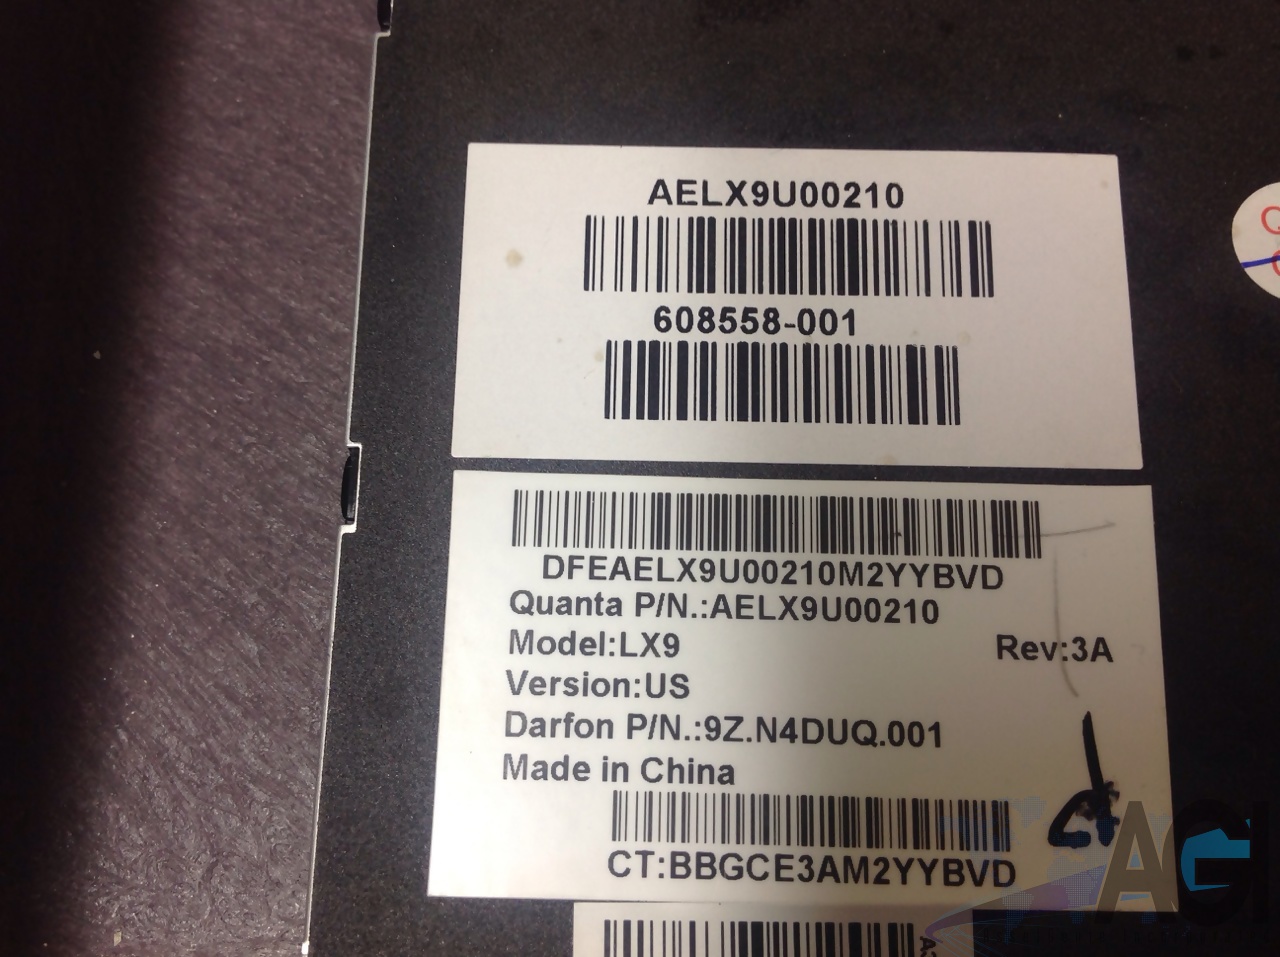 AELX9U00210
608558-001
DFEAELX9U00210M2YYBVD
Quanta P/N.:AELX9U00210
Model:LX9 Rev:3A
Version:US
Darfon P/N.:9Z.N4DUQ.001
Made in China
CT:BBGCE3AM2YYBVD
d
AGI